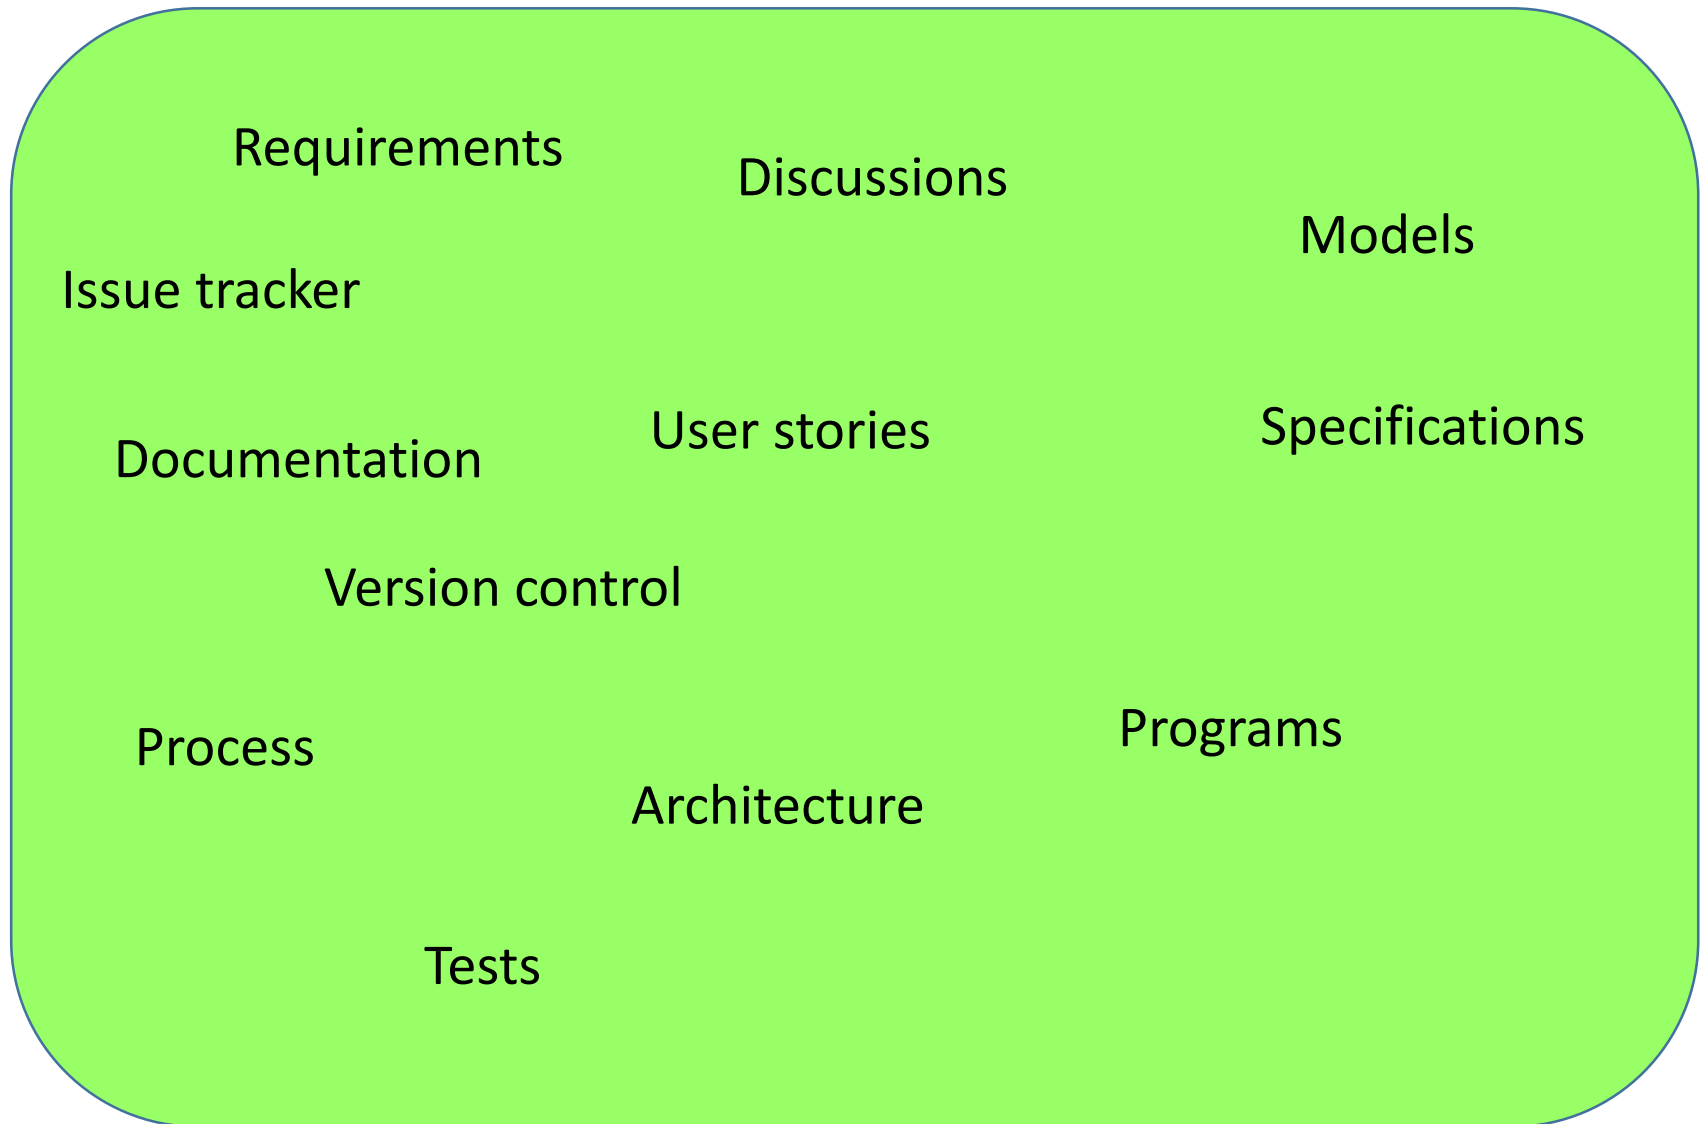 Requirements
Discussions
Models
Issue tracker
User stories
Specifications
Documentation
Version control
Programs
Process
Architecture
Tests